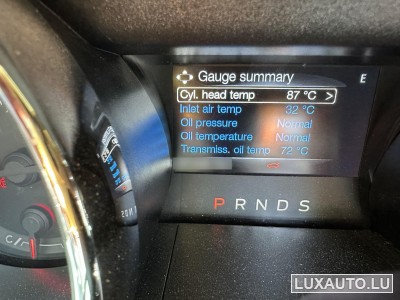 Gauge summary
E
Cyl. head temp 87 °C >
Inlet air temp 32 °C
Oil pressure Normal
Oil temperature Normal
Transmiss. oil temp 72 °C
P R N D S
C
LUXAUTO.LU